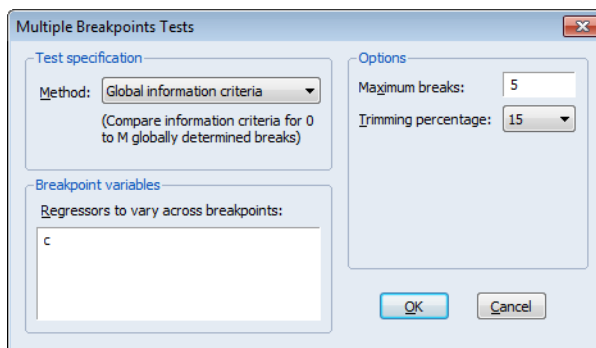 Multiple Breakpoints Tests
Test specification
Method: Global information criteria
(Compare information criteria for 0
to M globally determined breaks)
Breakpoint variables
Regressors to vary across breakpoints:
c
Options
Maximum breaks: 5
Trimming percentage: 15
OK Cancel